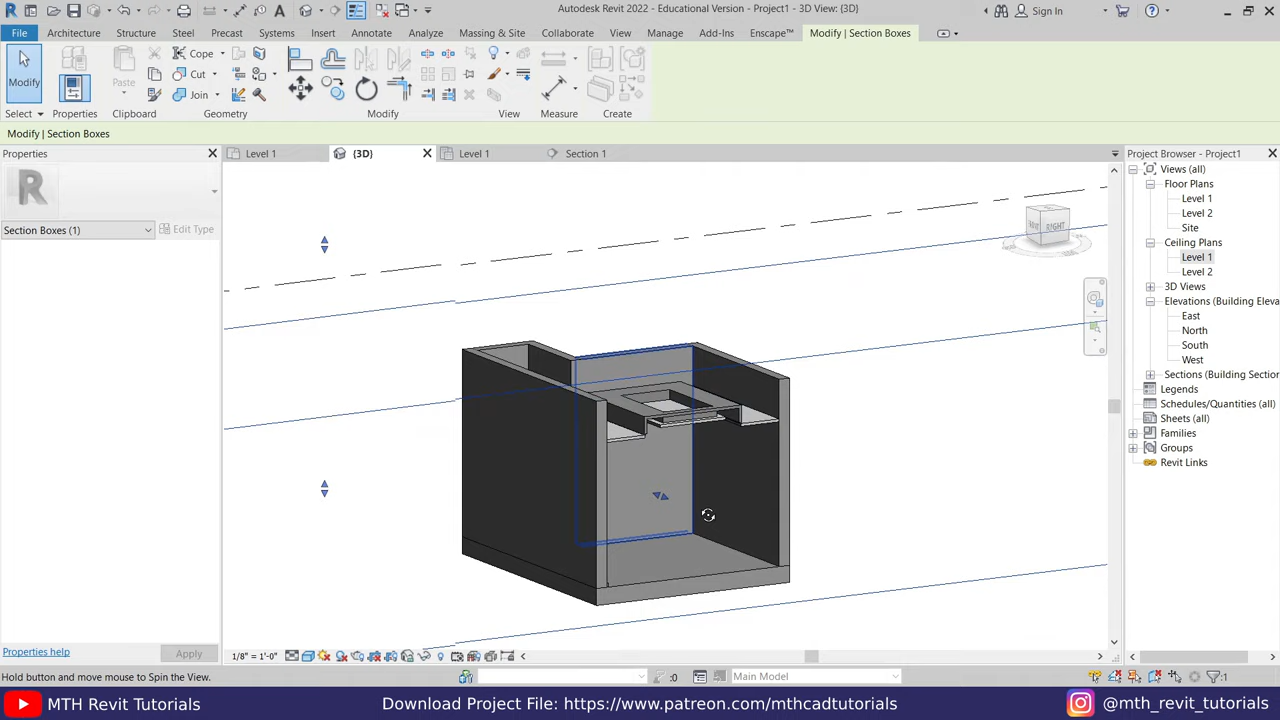 Autodesk Revit 2022 - Educational Version - Project1 - 3D View: {3D}
Sign In
File Architecture Structure Steel Precast Systems Insert Annotate Analyze Massing & Site Collaborate View Manage Add-Ins Enscape™ Modify | Section Boxes
Modify
Paste
Cope
Cut
Join
Select Properties Clipboard Geometry Modify View Measure Create
Modify | Section Boxes
Properties
Level 1
{3D}
Level 1
Section 1
Project Browser - Project1
Section Boxes (1)
Edit Type
Views (all)
Floor Plans
Level 1
Level 2
Site
Ceiling Plans
Level 1
Level 2
3D Views
Elevations (Building Eleva
East
North
South
West
Sections (Building Section
Legends
Schedules/Quantities (all)
Sheets (all)
Families
Groups
Revit Links
RIGHT
Properties help
Apply
1/8" = 1'-0"
Hold button and move mouse to Spin the View.
:0
Main Model
:1
MTH Revit Tutorials
Download Project File: https://www.patreon.com/mthcadtutorials
@mth_revit_tutorials